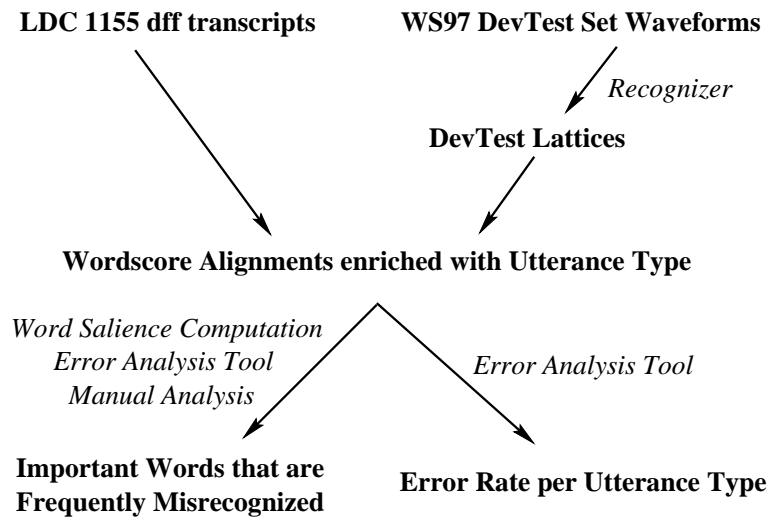 LDC 1155 dff transcripts
WS97 DevTest Set Waveforms
Recognizer
DevTest Lattices
Wordscore Alignments enriched with Utterance Type
Word Salience Computation
Error Analysis Tool
Manual Analysis
Error Analysis Tool
Important Words that are
Frequently Misrecognized
Error Rate per Utterance Type